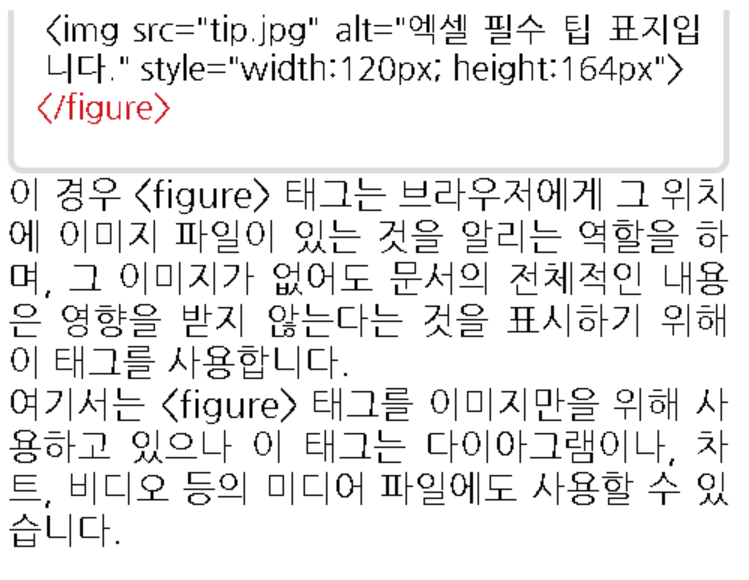 <img src="tip.jpg" alt="엑셀 필수 팁 표지입
니다." style="width:120px; height:164px">
</figure>
이 경우 <figure> 태그는 브라우저에게 그 위치
에 이미지 파일이 있는 것을 알리는 역할을 하
며, 그 이미지가 없어도 문서의 전체적인 내용
은 영향을 받지 않는다는 것을 표시하기 위해
이 태그를 사용합니다.
여기서는 <figure> 태그를 이미지만을 위해 사
용하고 있으나 이 태그는 다이아그램이나, 차
트, 비디오 등의 미디어 파일에도 사용할 수 있
습니다.